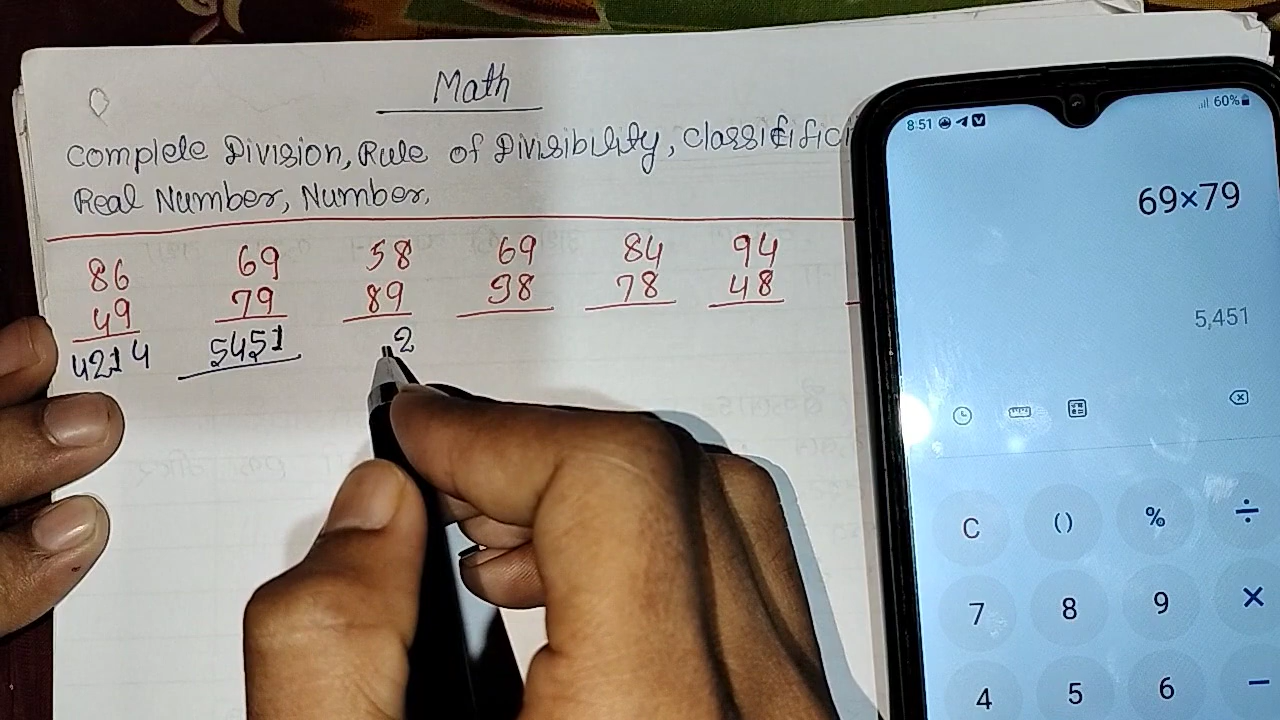 Math
Complete Division, Rule of Divisibility,
Real Number, Number,
86 69 58 69 84 94
49 79 89 98 78 48
4214 5451 2
8:51 60%
69×79
5,451
C () % ÷
7 8 9 ×
4 5 6 −